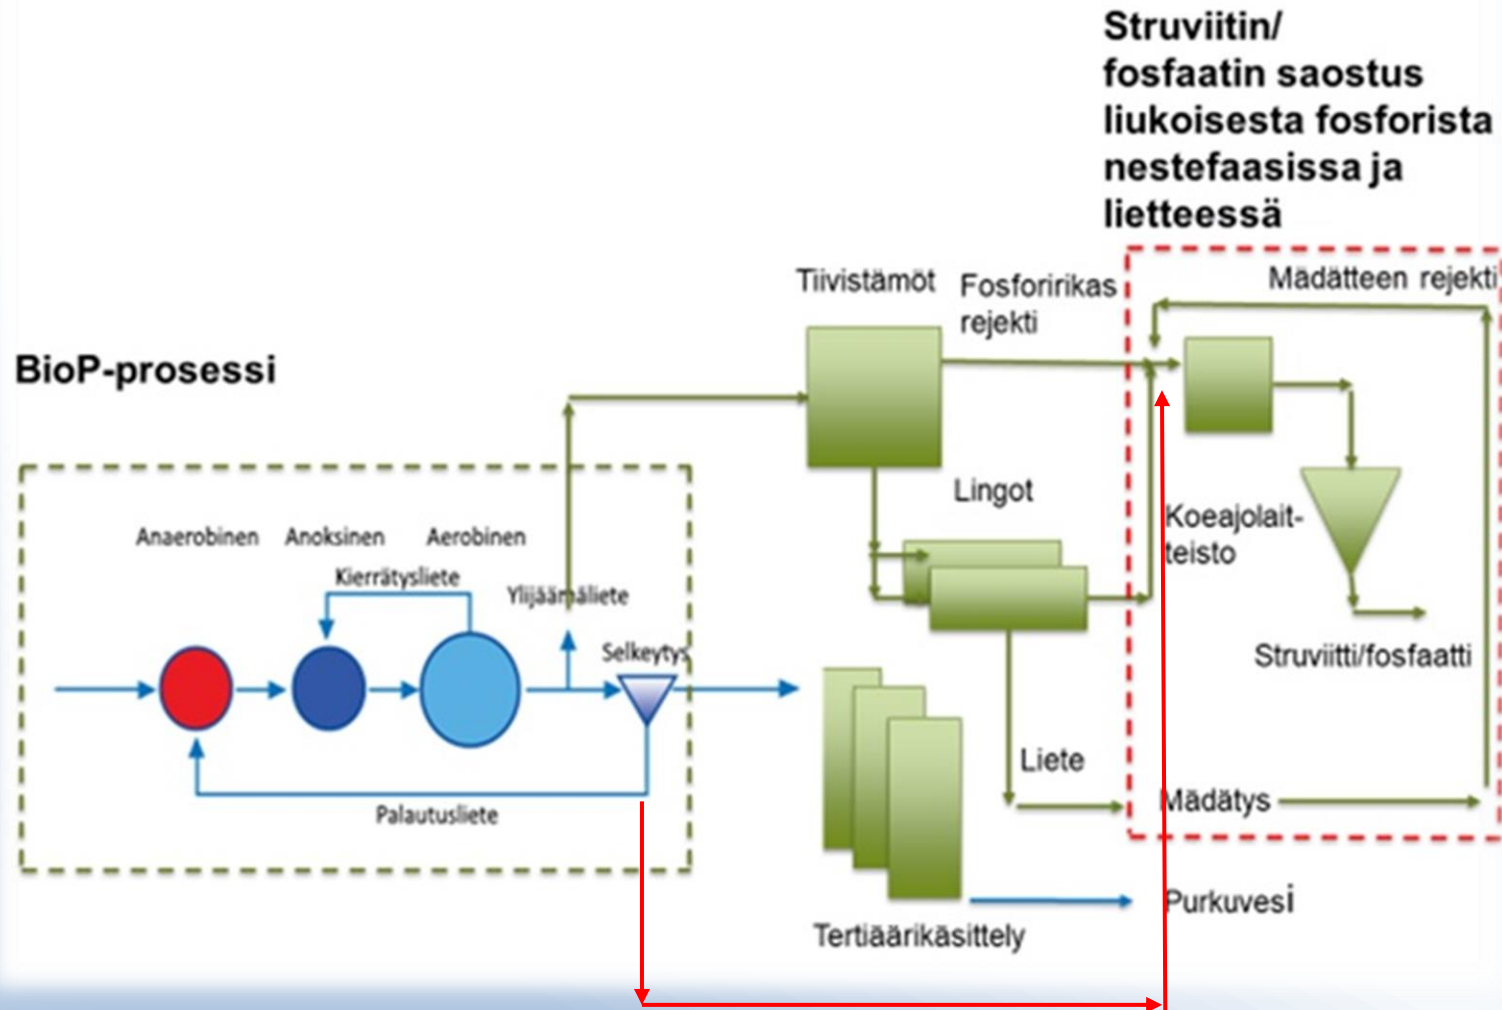 Struviitin/
fosfaatin saostus
liukoisesta fosforista
nestefaasissa ja
lietteessä
Tiivistämöt
Fosforirikas
rejekti
Mädätteen rejekti
BioP-prosessi
Lingot
Koeajolait-
teisto
Anaerobinen
Anoksinen
Aerobinen
Kierrätysliete
Ylijäämäliete
Selkeytys
Struviitti/fosfaatti
Liete
Mädätys
Palautusliete
Purkuvesi
Tertiäärikäsittely